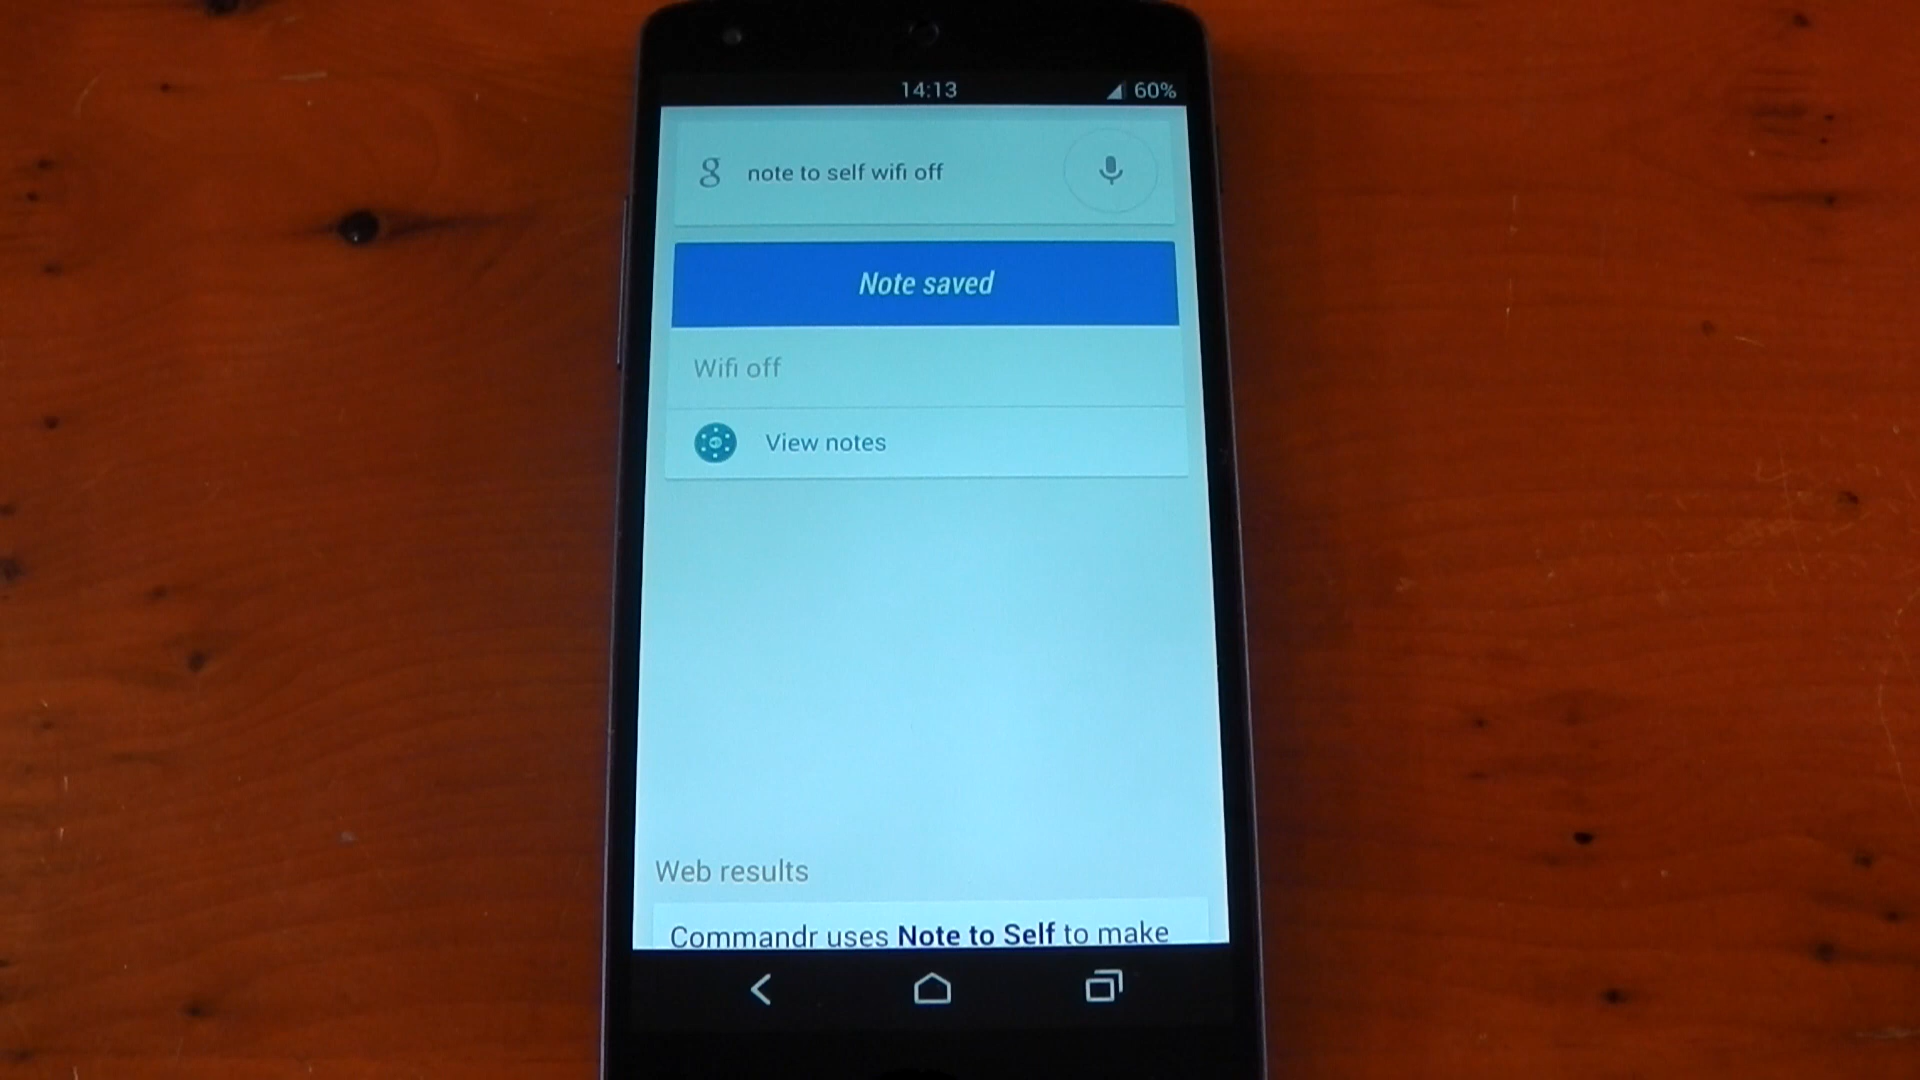 14:13 60%
g note to self wifi off
Note saved
Wifi off
View notes
Web results
Commandr uses Note to Self to make